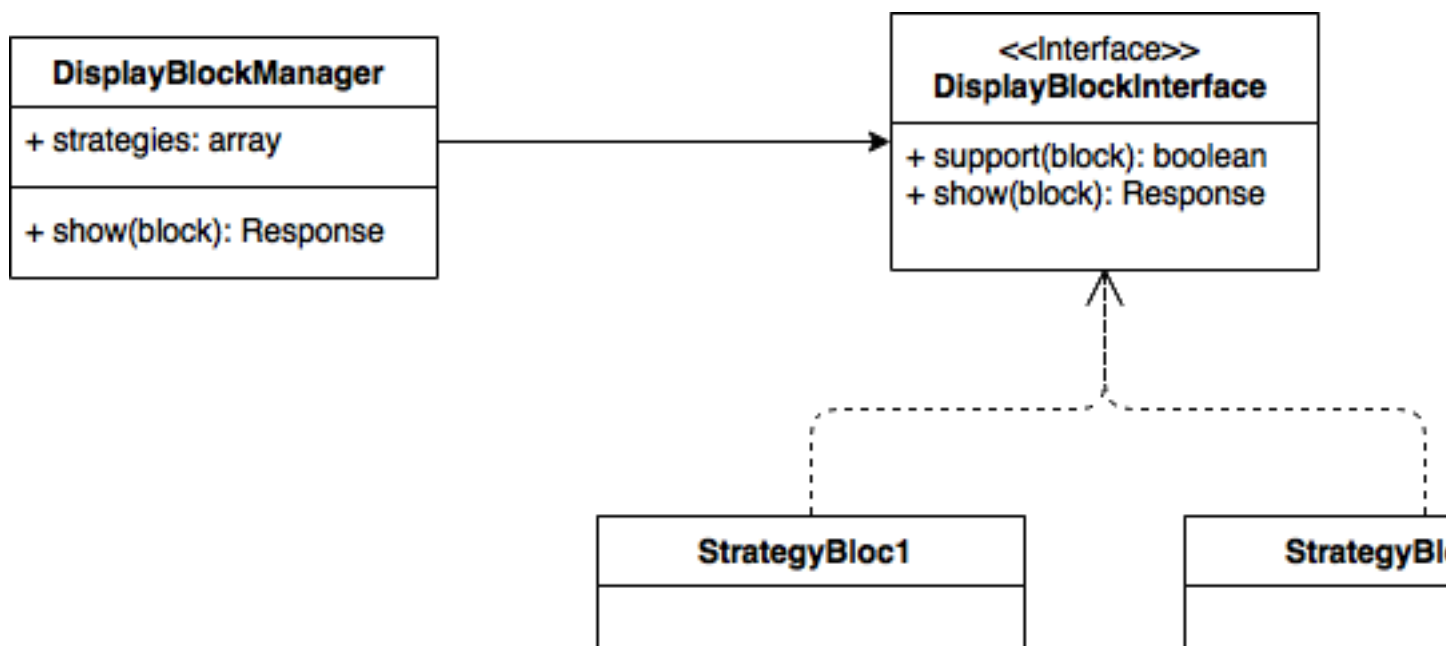 DisplayBlockManager
+ strategies: array
+ show(block): Response
<<Interface>>
DisplayBlockInterface
+ support(block): boolean
+ show(block): Response
StrategyBloc1